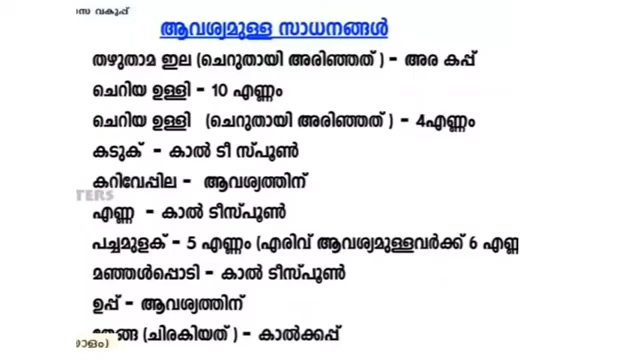 വകുപ്പ്
ആവശ്യമുള്ള സാധനങ്ങൾ
തഴുതാമ ഇല (ചെറുതായി അരിഞ്ഞത് ) - അര കപ്പ്
ചെറിയ ഉള്ളി - 10 എണ്ണം
ചെറിയ ഉള്ളി (ചെറുതായി അരിഞ്ഞത് ) - 4എണ്ണം
കടുക് - കാൽ ടീ സ്പൂൺ
കറിവേപ്പില - ആവശ്യത്തിന്
TERS
എണ്ണ - കാൽ ടീസ്പൂൺ
പച്ചമുളക് - 5 എണ്ണം (എരിവ് ആവശ്യമുള്ളവർക്ക് 6 എണ്ണ
മഞ്ഞൾപ്പൊടി - കാൽ ടീസ്പൂൺ
ഉപ്പ് - ആവശ്യത്തിന്
(ചിരകിയത് ) - കാൽക്കപ്പ്